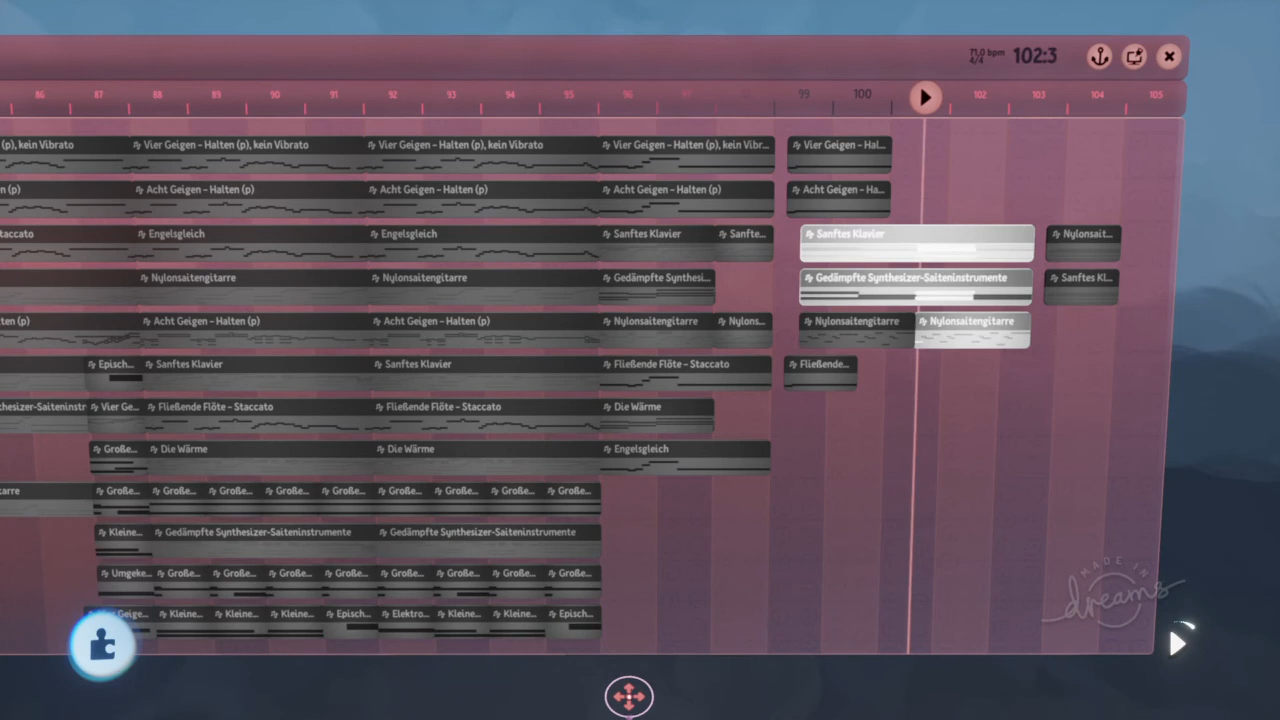 71,0 bpm
4/4
102:3
86 87 88 89 90 91 92 93 94 95 96 99 100 102 103 104 105
(p), kein Vibrato Vier Geigen – Halten (p), kein Vibrato Vier Geigen – Halten (p), kein Vibrato Vier Geigen – Halten (p), kein Vibr... Vier Geigen – Hal...
n (p) Acht Geigen – Halten (p) Acht Geigen – Halten (p) Acht Geigen – Halten (p) Acht Geigen – Ha...
taccato Engelsgleich Engelsgleich Sanftes Klavier Sanfte... Sanftes Klavier Nylonsait...
Nylonsaitengitarre Nylonsaitengitarre Gedämpfte Synthesi... Gedämpfte Synthesizer-Saiteninstrumente Sanftes Kl...
ten (p) Acht Geigen – Halten (p) Acht Geigen – Halten (p) Nylonsaitengitarre Nylons... Nylonsaitengitarre Nylonsaitengitarre
Episch... Sanftes Klavier Sanftes Klavier Fließende Flöte – Staccato Fließende...
hesizer-Saiteninstr Vier Ge... Fließende Flöte – Staccato Fließende Flöte – Staccato Die Wärme
Große... Die Wärme Die Wärme Engelsgleich
arre Große... Große... Große... Große... Große... Große... Große... Große... Große...
Kleine... Gedämpfte Synthesizer-Saiteninstrumente Gedämpfte Synthesizer-Saiteninstrumente
Umgeke... Große... Große... Große... Große... Große... Große... Große... Große...
Geige... Kleine... Kleine... Kleine... Episch... Elektro... Kleine... Kleine... Episch...
MADE IN
dreams